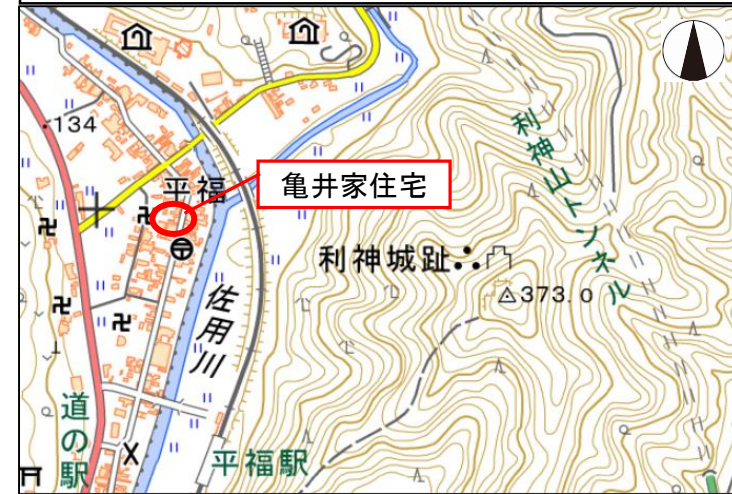 134
平福
亀井家住宅
利神城趾
373.0
利神山トンネル
佐用川
道の駅
平福駅